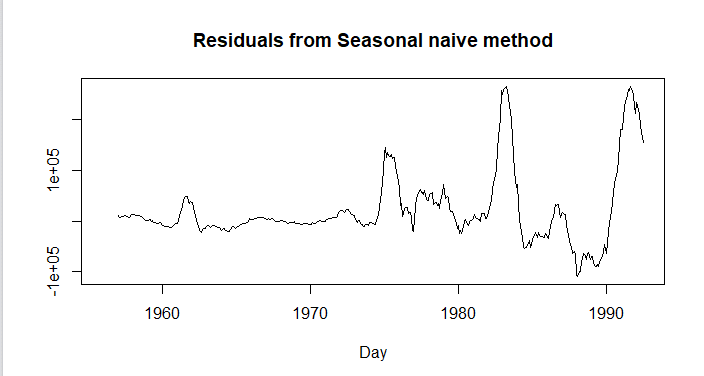 Residuals from Seasonal naive method
1e+05
-1e+05
1960 1970 1980 1990
Day